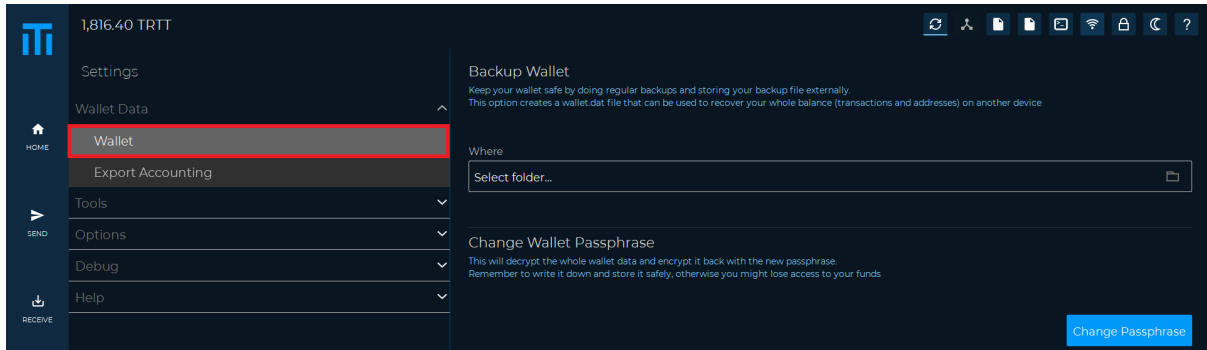 1,816.40 TRTT
?
HOME
SEND
RECEIVE
Settings
Wallet Data
Wallet
Export Accounting
Tools
Options
Debug
Help
Backup Wallet
Keep your wallet safe by doing regular backups and storing your backup file externally.
This option creates a wallet.dat file that can be used to recover your whole balance (transactions and addresses) on another device
Where
Select folder...
Change Wallet Passphrase
This will decrypt the whole wallet data and encrypt it back with the new passphrase.
Remember to write it down and store it safely, otherwise you might lose access to your funds
Change Passphrase